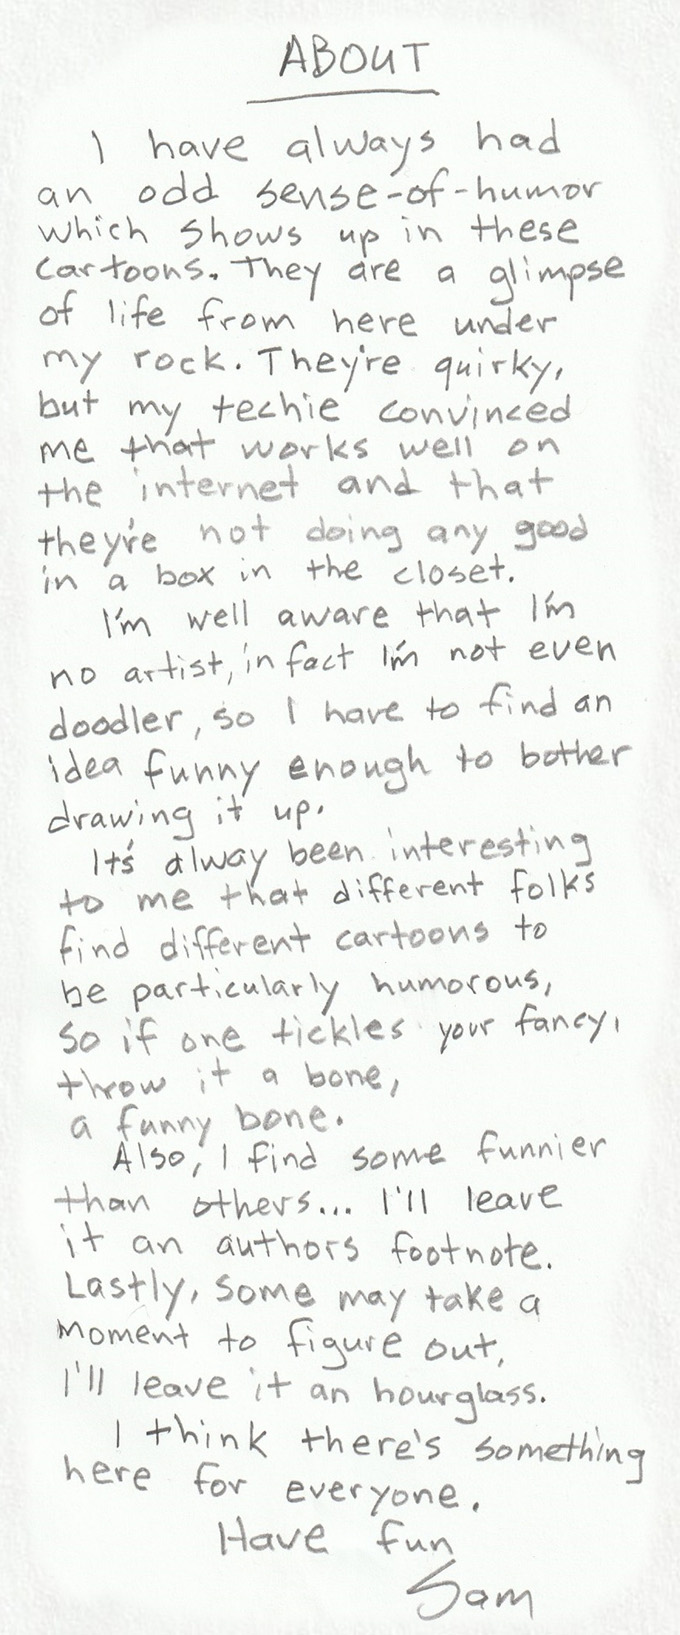 ABOUT
I have always had
an odd sense-of-humor
which shows up in these
cartoons. They are a glimpse
of life from here under
my rock. They're quirky,
but my techie convinced
me that works well on
the internet and that
they're not doing any good
in a box in the closet.
I'm well aware that I'm
no artist, in fact I'm not even
doodler, so I have to find an
idea funny enough to bother
drawing it up.
It's alway been interesting
to me that different folks
find different cartoons to
be particularly humorous,
so if one tickles your fancy,
throw it a bone,
a funny bone.
Also, I find some funnier
than others... I'll leave
it an authors footnote.
Lastly, some may take a
moment to figure out,
I'll leave it an hourglass.
I think there's something
here for everyone.
Have fun
Sam